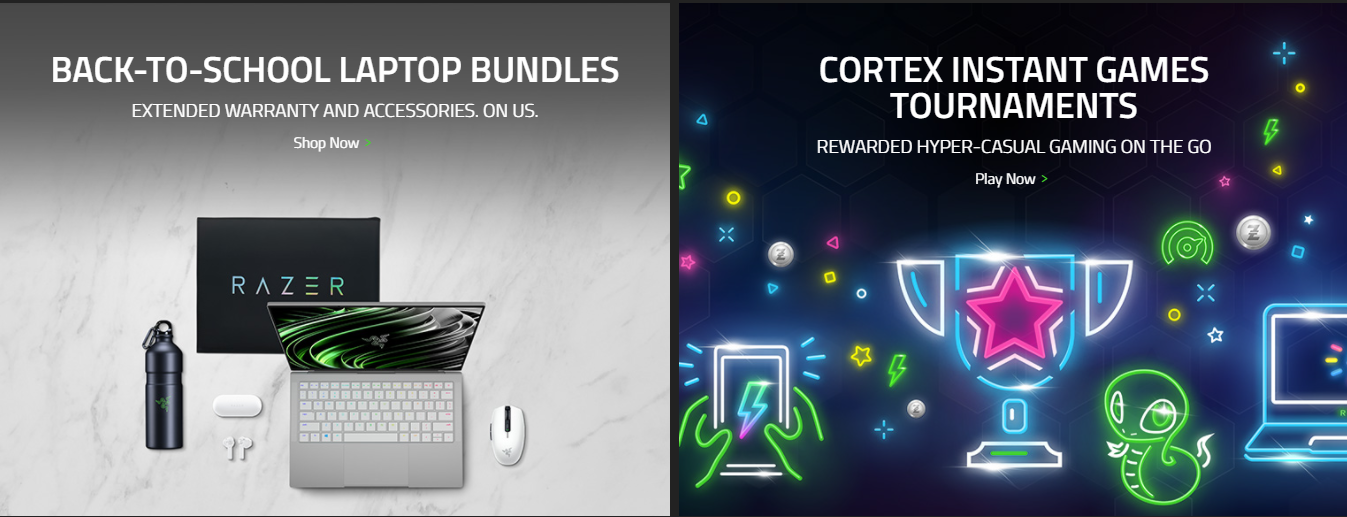 BACK-TO-SCHOOL LAPTOP BUNDLES
EXTENDED WARRANTY AND ACCESSORIES. ON US.
Shop Now >
RAZER
CORTEX INSTANT GAMES
TOURNAMENTS
REWARDED HYPER-CASUAL GAMING ON THE GO
Play Now >